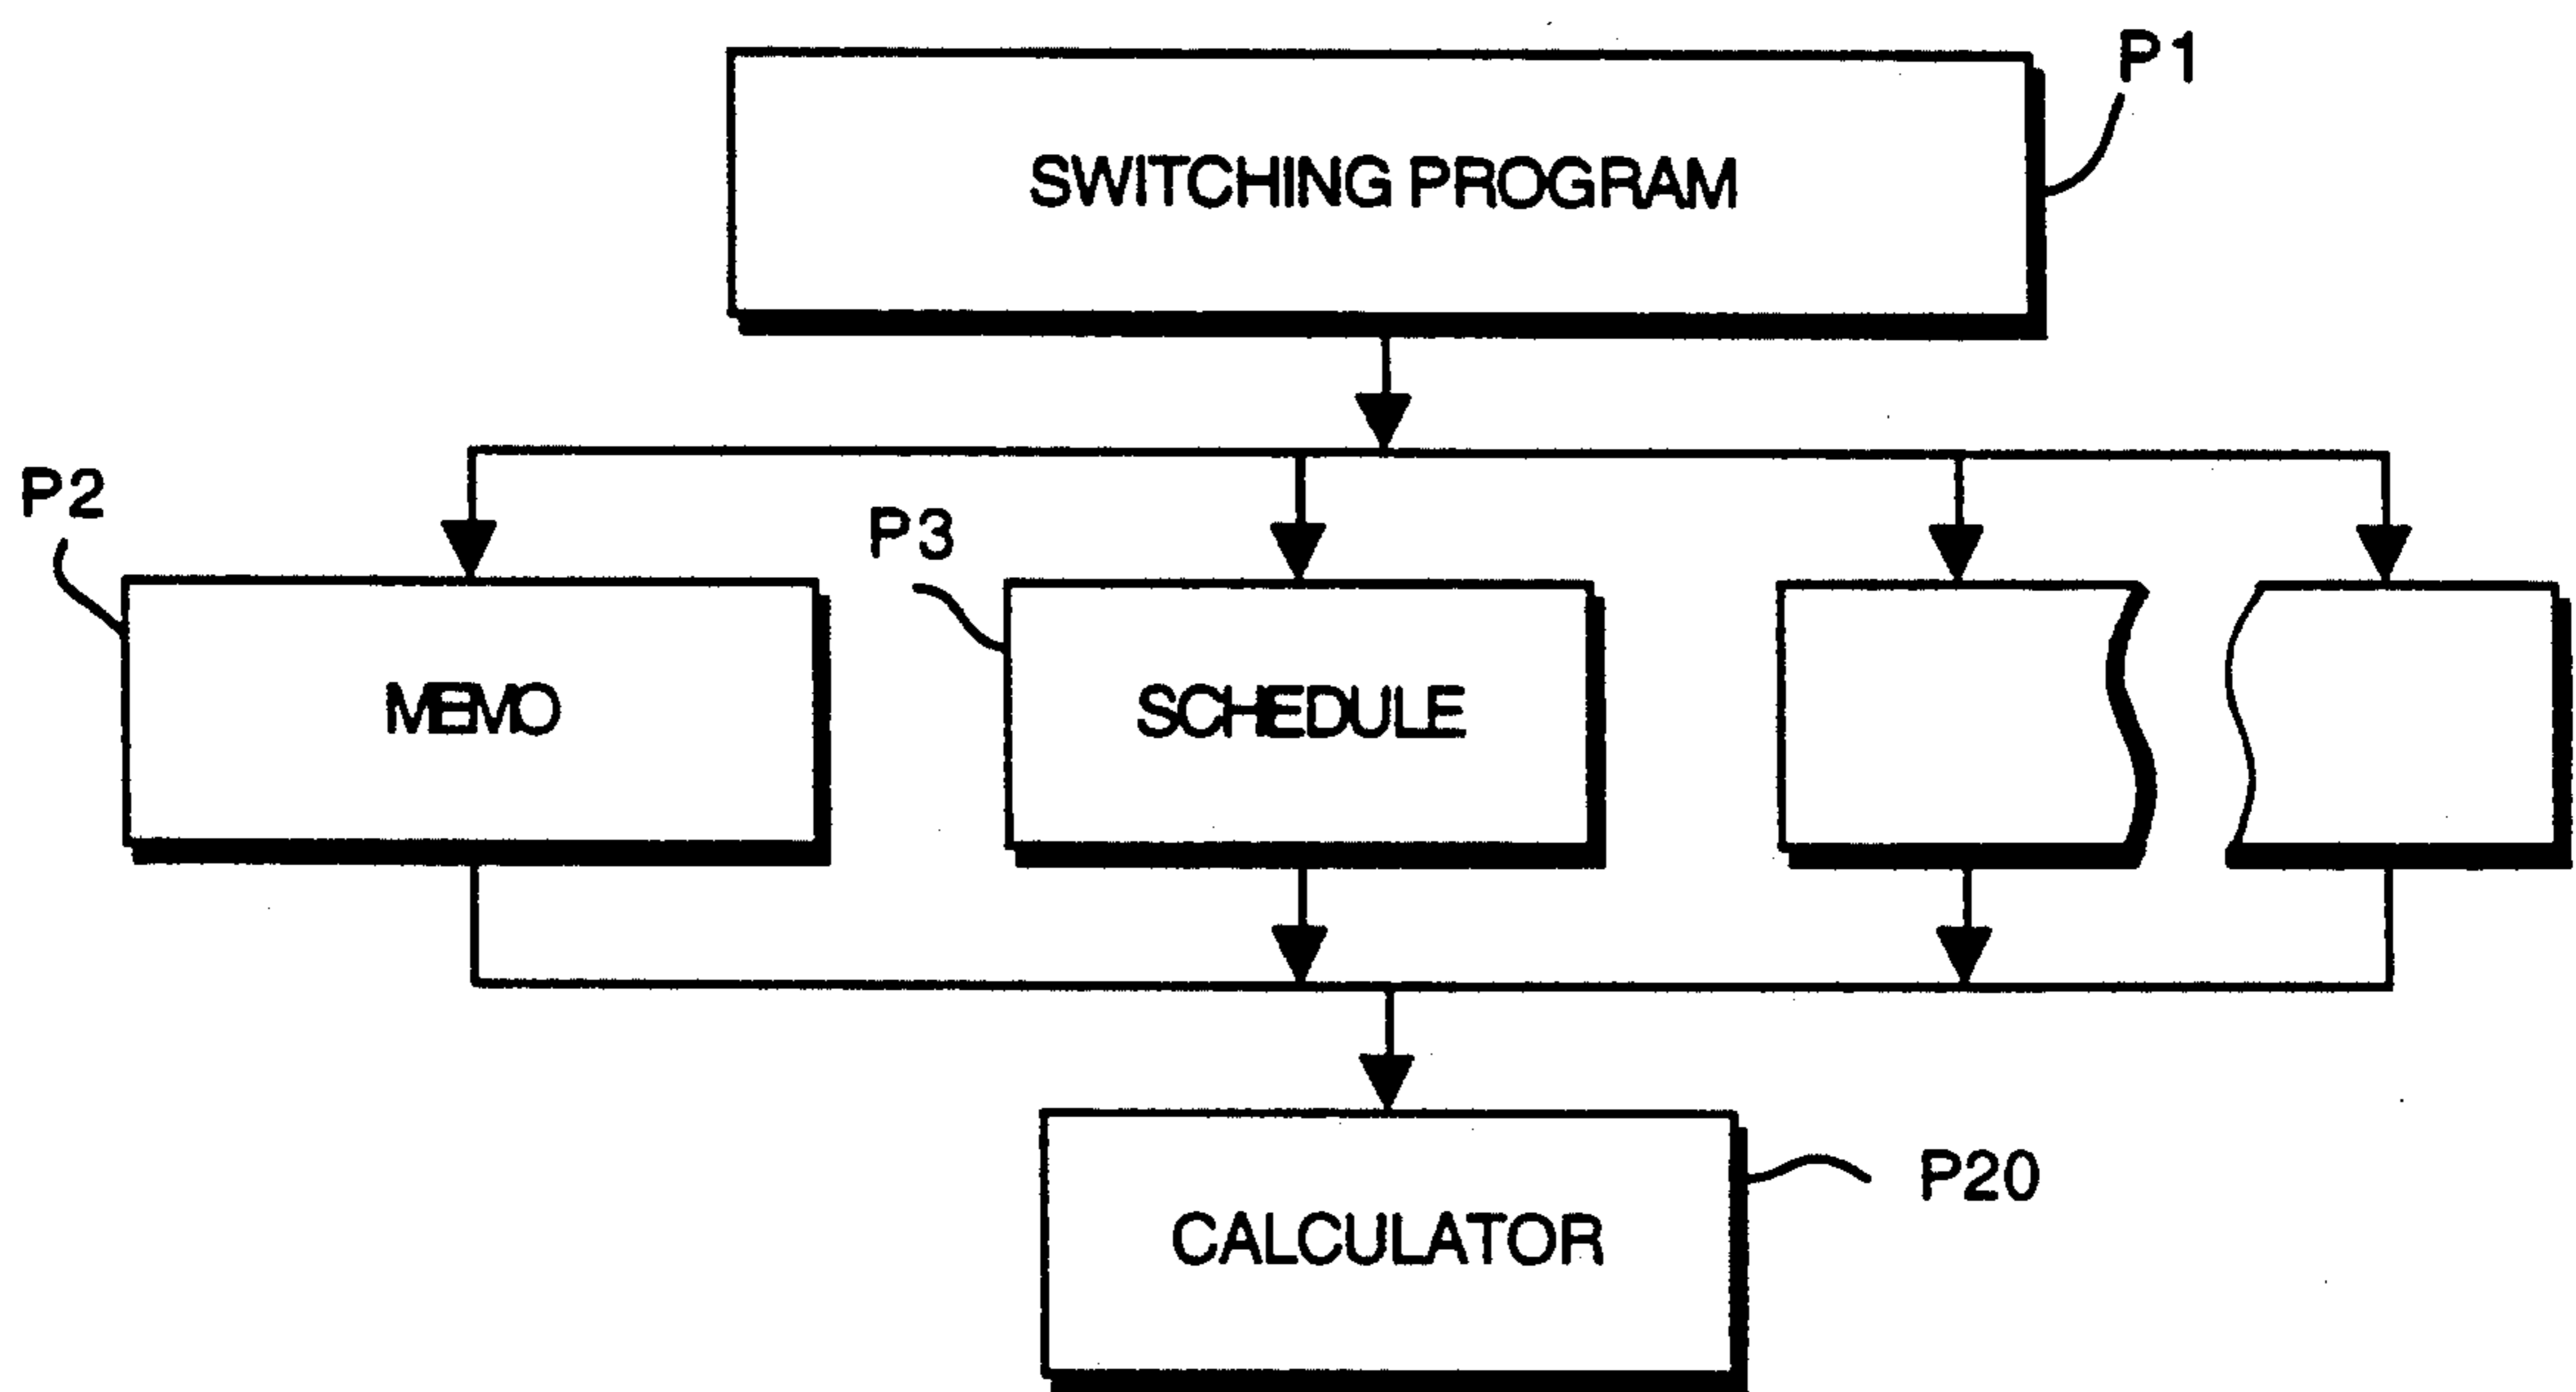 P1
SWITCHING PROGRAM
P2
P3
MEMO
SCHEDULE
P20
CALCULATOR